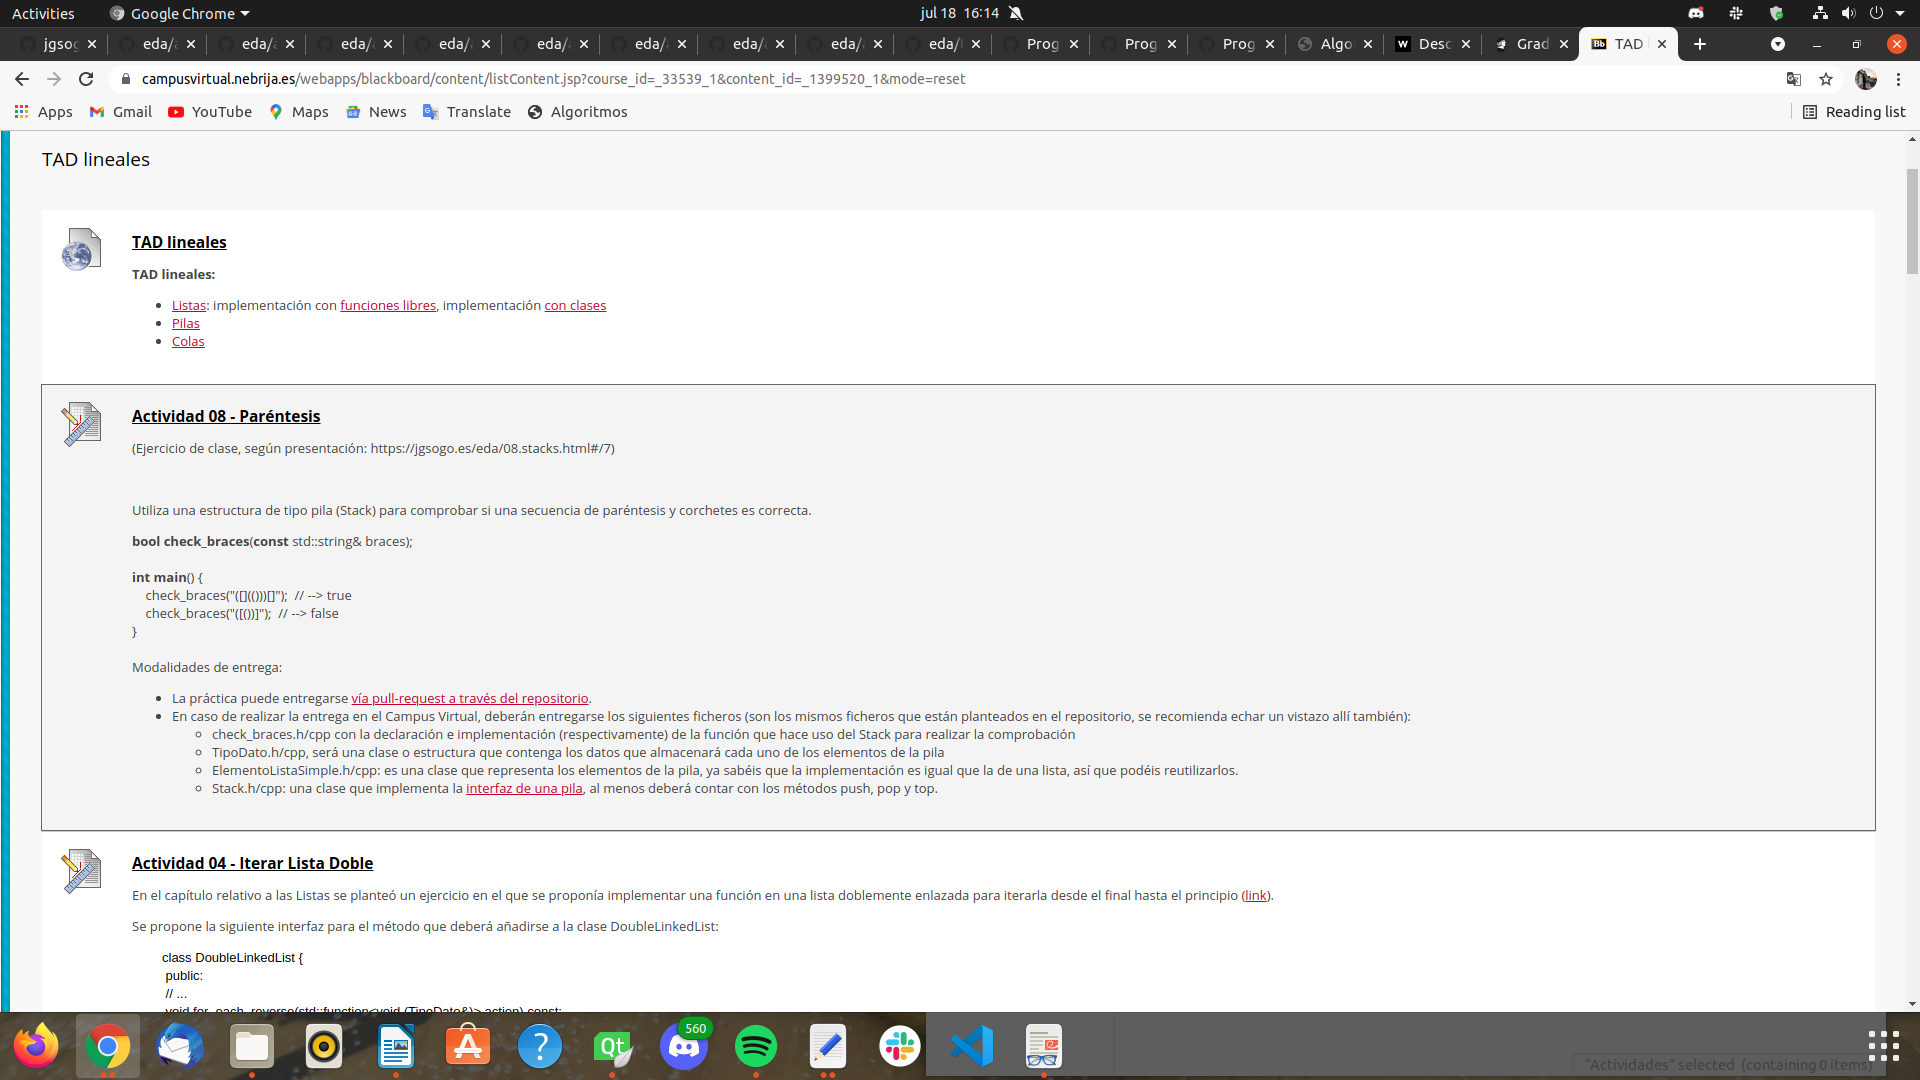 Activities
Google Chrome
jul 18 16:14
jgsog
eda/
eda/
eda/
eda/
eda/
eda/
eda/
eda/
eda/
eda/
Prog
Prog
Prog
Algo
W Desc
Grad
Bb TAD
campusvirtual.nebrija.es/webapps/blackboard/content/listContent.jsp?course_id=_33539_1&content_id=_1399520_1&mode=reset
Apps Gmail YouTube Maps News Translate Algoritmos
Reading list
TAD lineales
TAD lineales
TAD lineales:
Listas: implementación con funciones libres, implementación con clases
Pilas
Colas
Actividad 08 - Paréntesis
(Ejercicio de clase, según presentación: https://jgsogo.es/eda/08.stacks.html#/7)
Utiliza una estructura de tipo pila (Stack) para comprobar si una secuencia de paréntesis y corchetes es correcta.
bool check_braces(const std::string& braces);
int main() {
check_braces("([](()))[]"); // --> true
check_braces("([())]"); // --> false
}
Modalidades de entrega:
La práctica puede entregarse vía pull-request a través del repositorio.
En caso de realizar la entrega en el Campus Virtual, deberán entregarse los siguientes ficheros (son los mismos ficheros que están planteados en el repositorio, se recomienda echar un vistazo allí también):
check_braces.h/cpp con la declaración e implementación (respectivamente) de la función que hace uso del Stack para realizar la comprobación
TipoDato.h/cpp, será una clase o estructura que contenga los datos que almacenará cada uno de los elementos de la pila
ElementoListaSimple.h/cpp: es una clase que representa los elementos de la pila, ya sabéis que la implementación es igual que la de una lista, así que podéis reutilizarlos.
Stack.h/cpp: una clase que implementa la interfaz de una pila, al menos deberá contar con los métodos push, pop y top.
Actividad 04 - Iterar Lista Doble
En el capítulo relativo a las Listas se planteó un ejercicio en el que se proponía implementar una función en una lista doblemente enlazada para iterarla desde el final hasta el principio (link).
Se propone la siguiente interfaz para el método que deberá añadirse a la clase DoubleLinkedList:
class DoubleLinkedList {
public:
// ...
void for_each_reverse(std::function<void (TipoDato&)> action) const;
560
Qt
"Actividades" selected (containing 0 items)